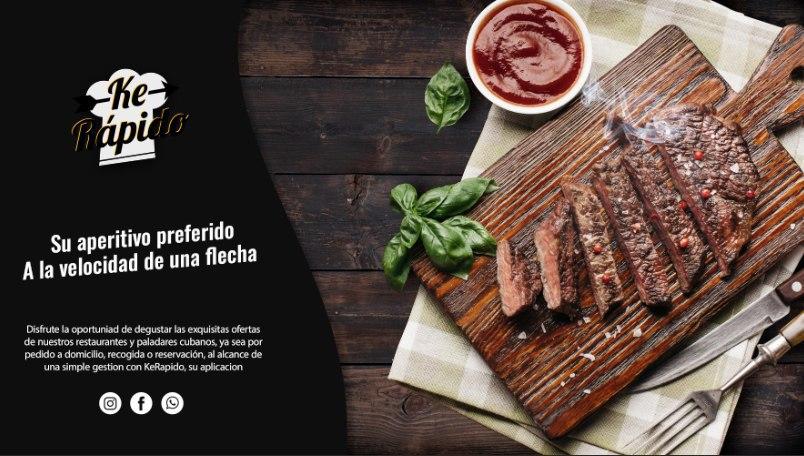 Ke
Rápido
Su aperitivo preferido
A la velocidad de una flecha
Disfrute la oportuniad de degustar las exquisitas ofertas
de nuestros restaurantes y paladares cubanos, ya sea por
pedido a domicilio, recogida o reservación, al alcance de
una simple gestion con KeRapido, su aplicacion